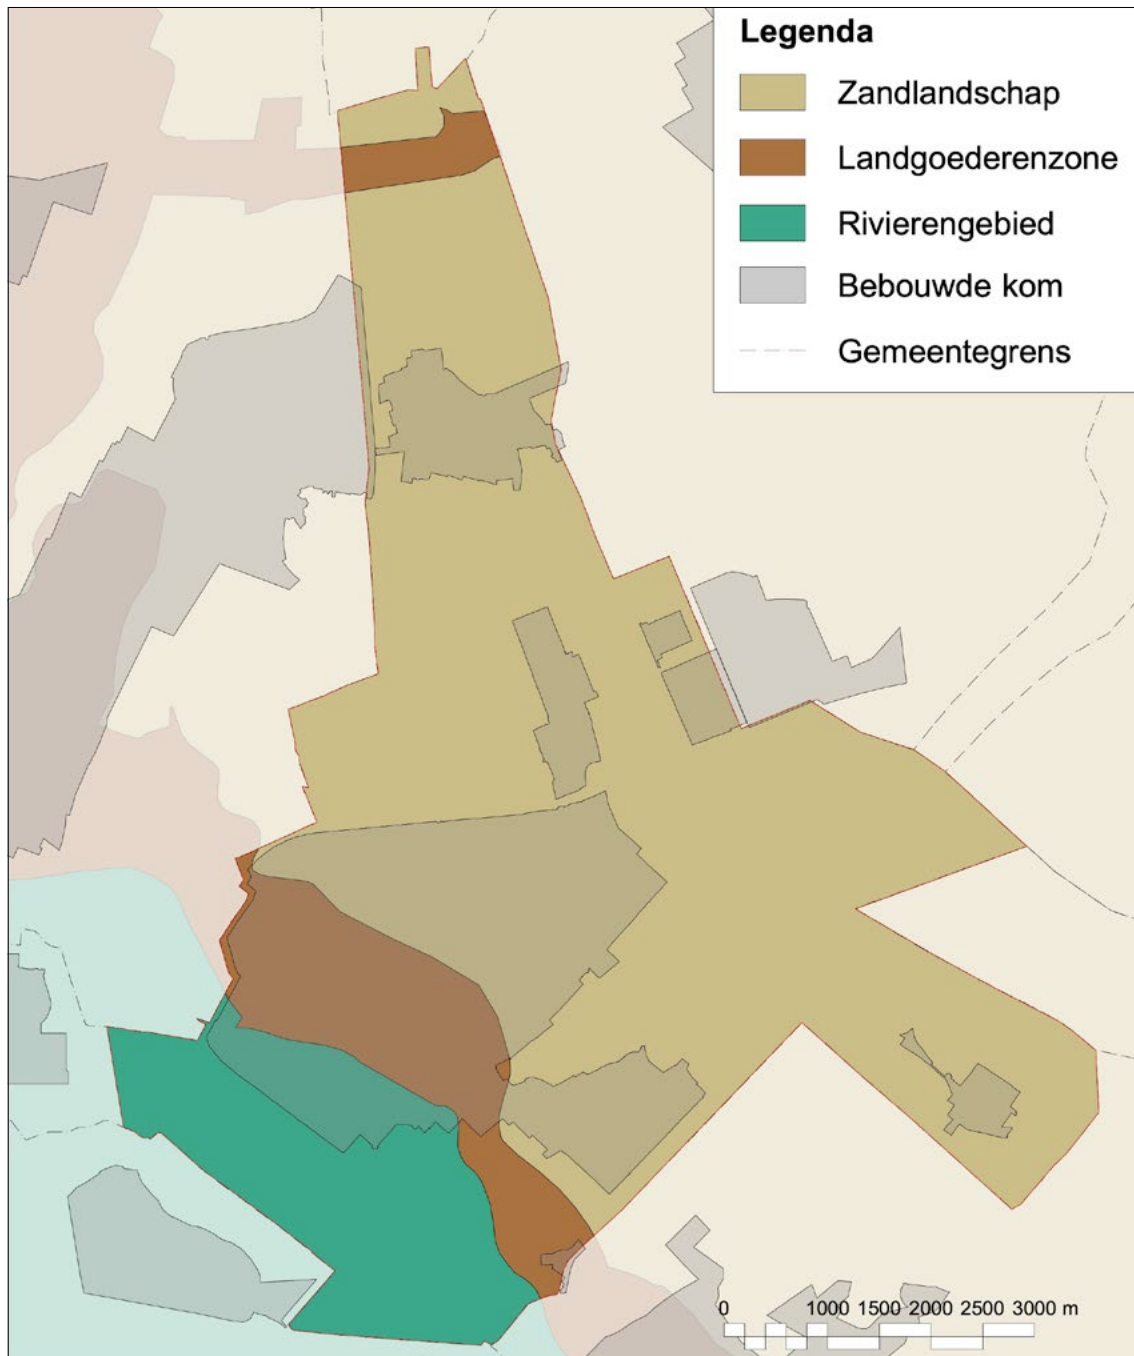 Legenda
Zandlandschap
Landgoederenzone
Rivierengebied
Bebouwde kom
Gemeentegrens
0 1000 1500 2000 2500 3000 m